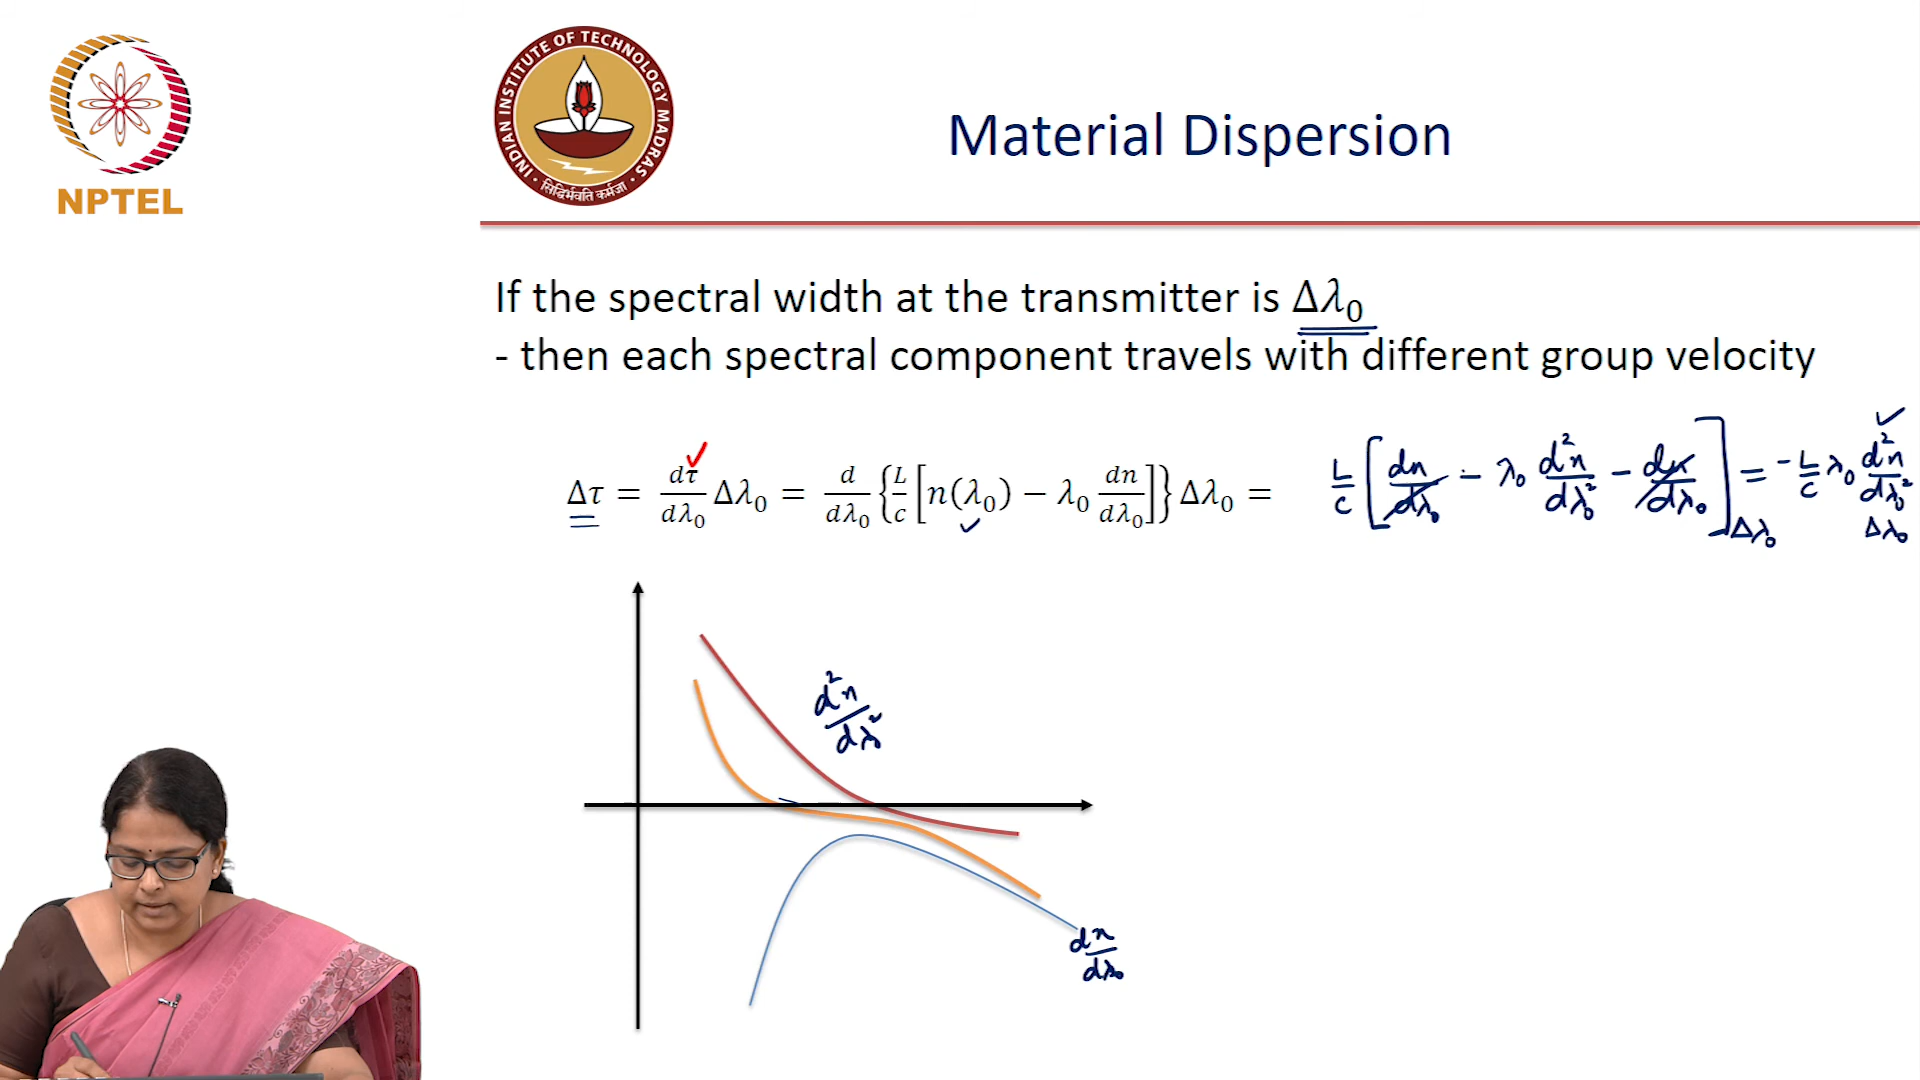 NPTEL
INDIAN INSTITUTE OF TECHNOLOGY MADRAS
सिद्धिर्भवति कर्मजा
Material Dispersion
If the spectral width at the transmitter is Δλ₀
- then each spectral component travels with different group velocity
Δτ = dτ/dλ₀ Δλ₀ = d/dλ₀ {L/c [n(λ₀) − λ₀ dn/dλ₀]} Δλ₀ = L/c [dn/dλ₀ − λ₀ d²n/dλ₀² − dn/dλ₀] Δλ₀ = −L/c λ₀ d²n/dλ₀² Δλ₀
d²n/dλ₀²
dn/dλ₀